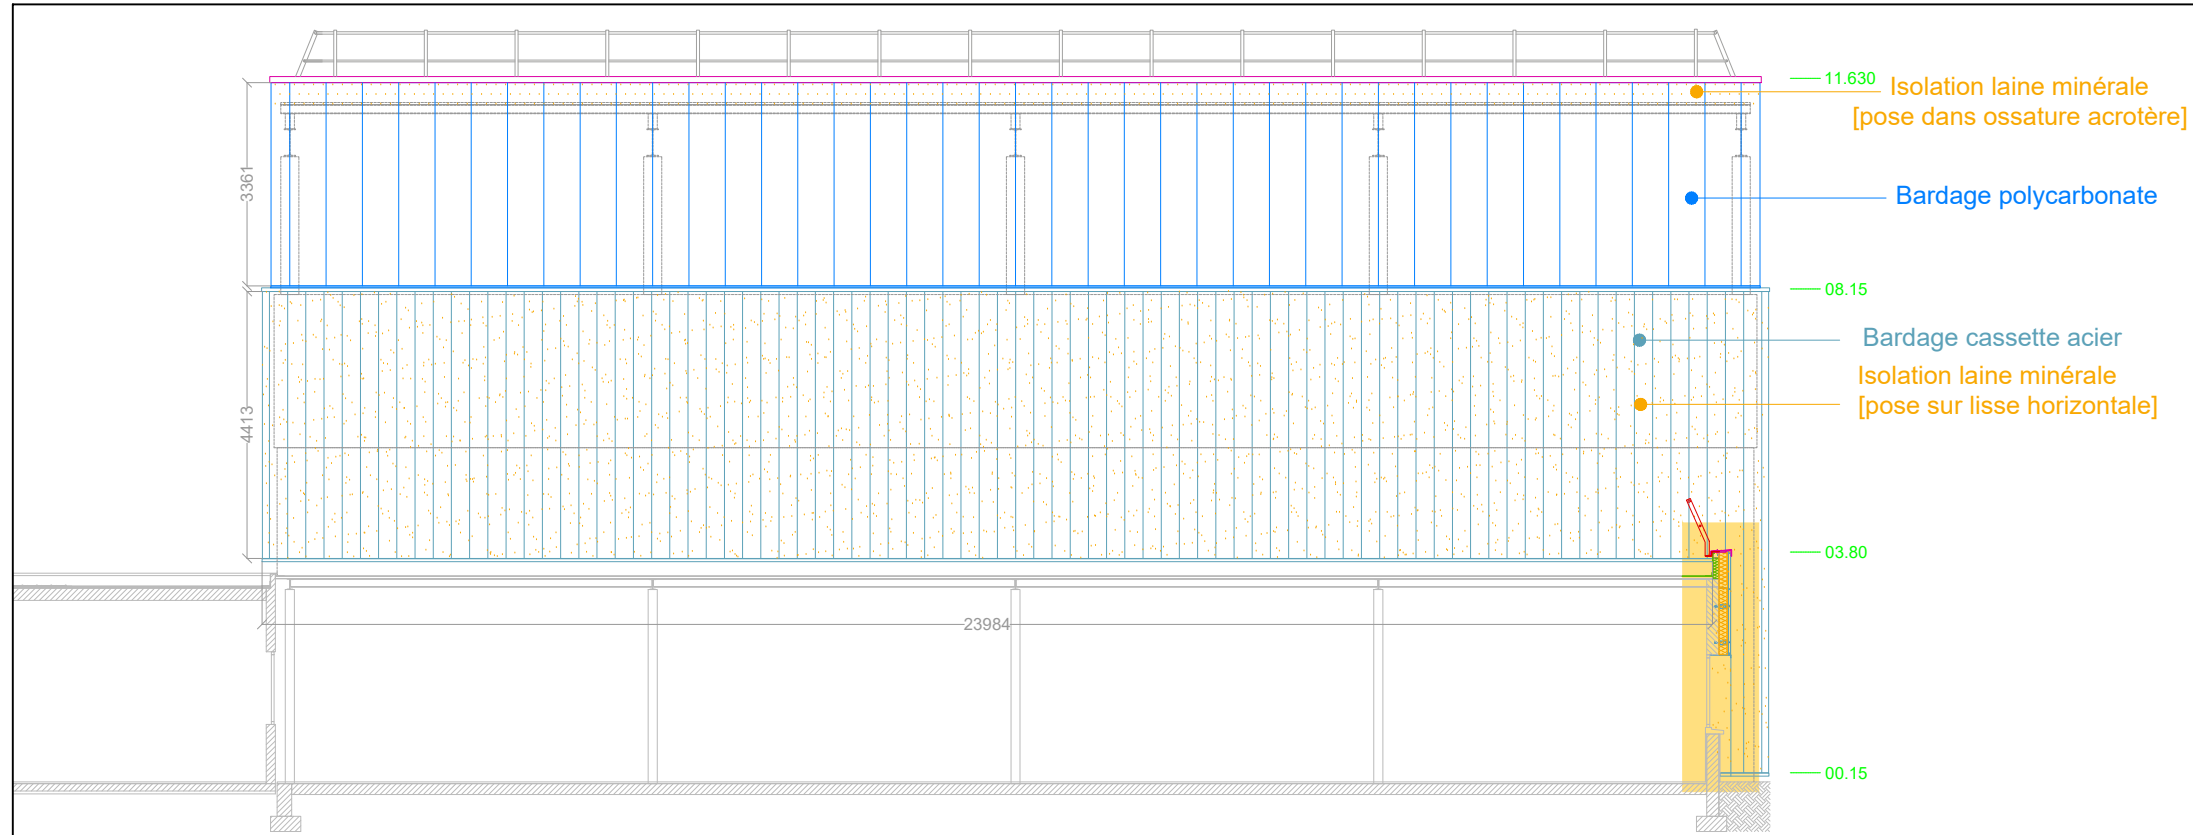 11.630
Isolation laine minérale
[pose dans ossature acrotère]
3361
Bardage polycarbonate
08.15
Bardage cassette acier
Isolation laine minérale
[pose sur lisse horizontale]
4413
03.80
23984
00.15